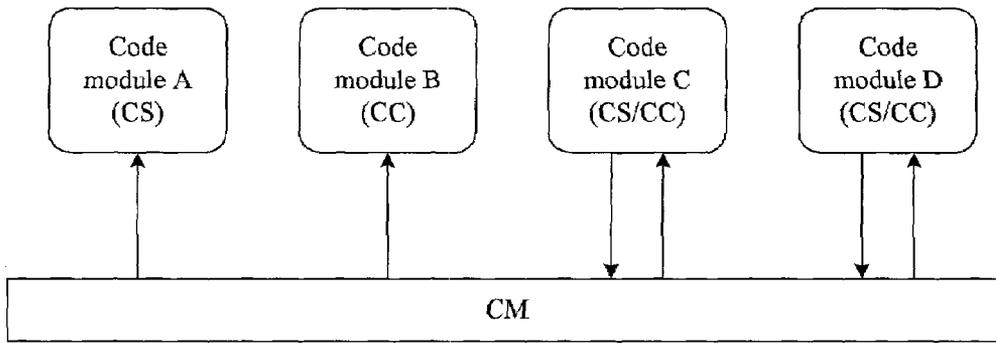 Code
module A
(CS)
Code
module B
(CC)
Code
module C
(CS/CC)
Code
module D
(CS/CC)
CM